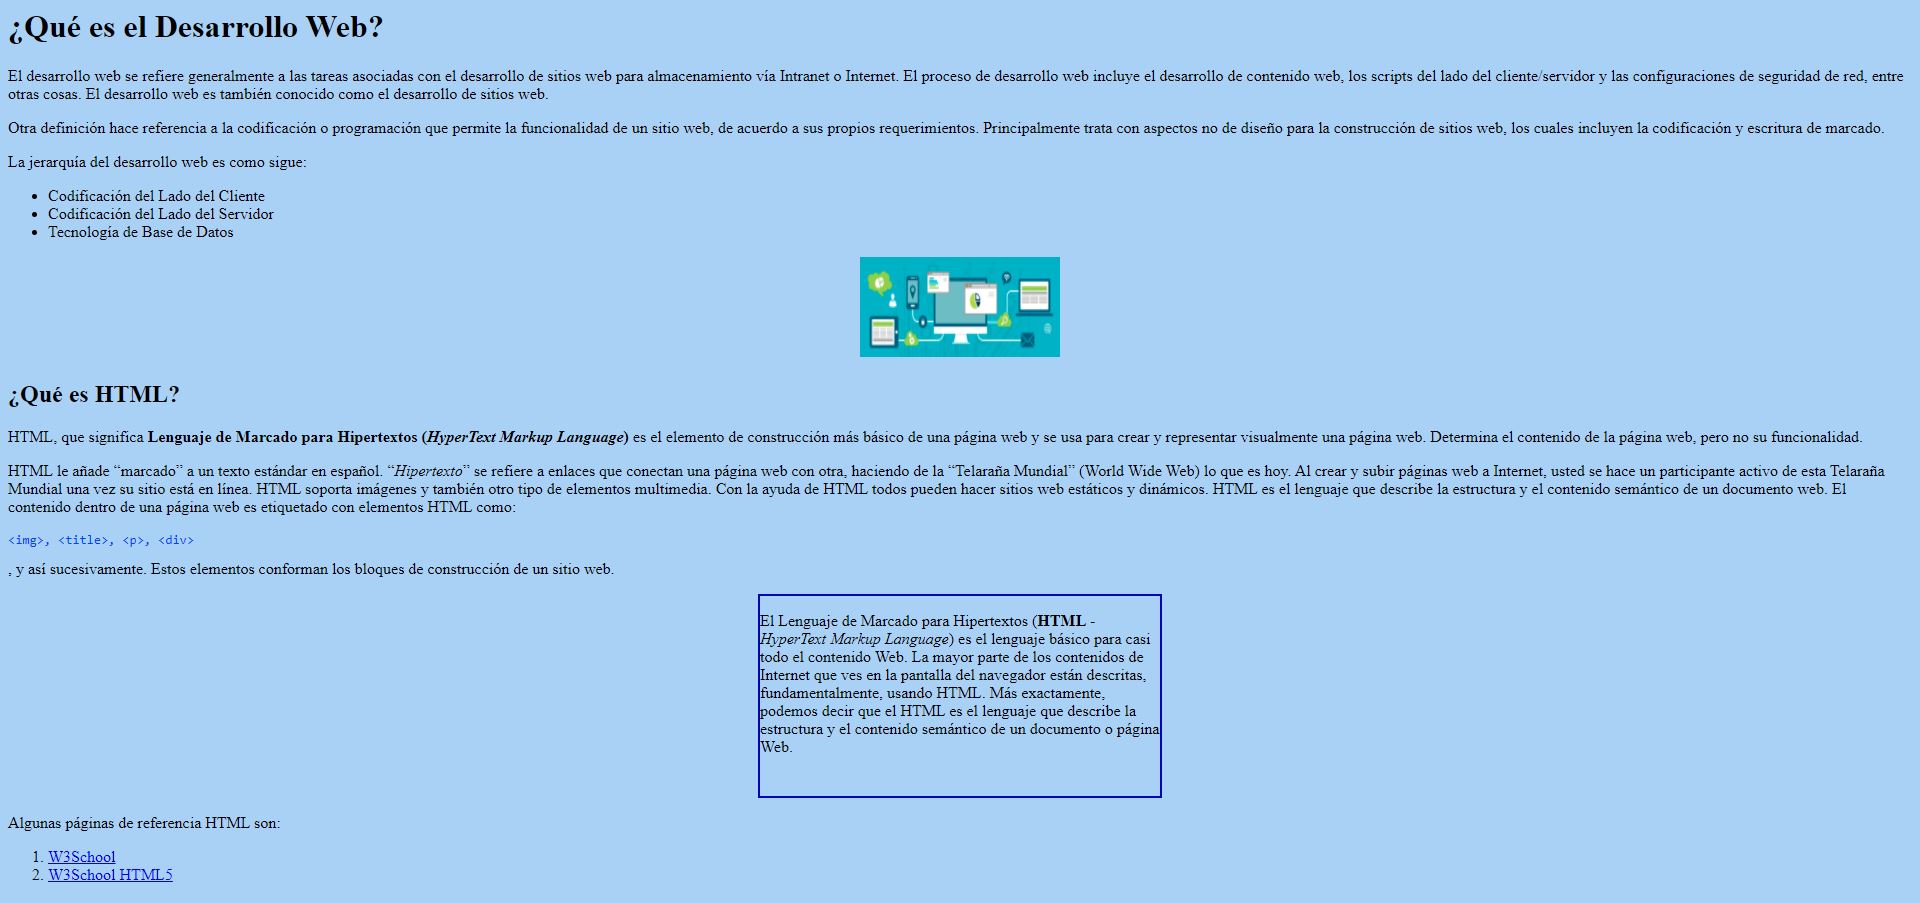 ¿Qué es el Desarrollo Web?
El desarrollo web se refiere generalmente a las tareas asociadas con el desarrollo de sitios web para almacenamiento vía Intranet o Internet. El proceso de desarrollo web incluye el desarrollo de contenido web, los scripts del lado del cliente/servidor y las configuraciones de seguridad de red, entre
otras cosas. El desarrollo web es también conocido como el desarrollo de sitios web.
Otra definición hace referencia a la codificación o programación que permite la funcionalidad de un sitio web, de acuerdo a sus propios requerimientos. Principalmente trata con aspectos no de diseño para la construcción de sitios web, los cuales incluyen la codificación y escritura de marcado.
La jerarquía del desarrollo web es como sigue:
• Codificación del Lado del Cliente
• Codificación del Lado del Servidor
• Tecnología de Base de Datos
¿Qué es HTML?
HTML, que significa Lenguaje de Marcado para Hipertextos (HyperText Markup Language) es el elemento de construcción más básico de una página web y se usa para crear y representar visualmente una página web. Determina el contenido de la página web, pero no su funcionalidad.
HTML le añade “marcado” a un texto estándar en español. “Hipertexto” se refiere a enlaces que conectan una página web con otra, haciendo de la “Telaraña Mundial” (World Wide Web) lo que es hoy. Al crear y subir páginas web a Internet, usted se hace un participante activo de esta Telaraña
Mundial una vez su sitio está en línea. HTML soporta imágenes y también otro tipo de elementos multimedia. Con la ayuda de HTML todos pueden hacer sitios web estáticos y dinámicos. HTML es el lenguaje que describe la estructura y el contenido semántico de un documento web. El
contenido dentro de una página web es etiquetado con elementos HTML como:
<img>, <title>, <p>, <div>
, y así sucesivamente. Estos elementos conforman los bloques de construcción de un sitio web.
El Lenguaje de Marcado para Hipertextos (HTML -
HyperText Markup Language) es el lenguaje básico para casi
todo el contenido Web. La mayor parte de los contenidos de
Internet que ves en la pantalla del navegador están descritas,
fundamentalmente, usando HTML. Más exactamente,
podemos decir que el HTML es el lenguaje que describe la
estructura y el contenido semántico de un documento o página
Web.
Algunas páginas de referencia HTML son:
1. W3School
2. W3School HTML5